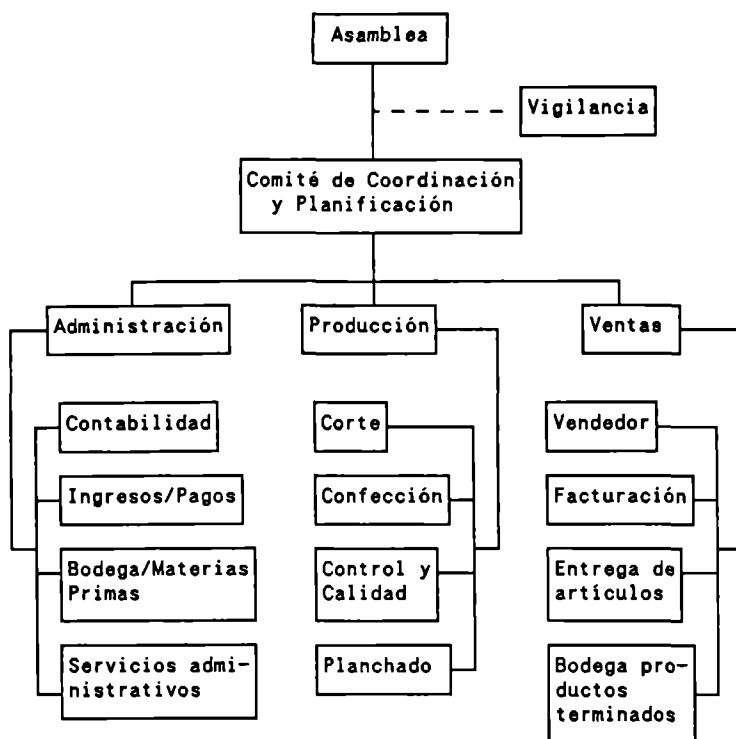 Asamblea
Vigilancia
Comité de Coordinación
y Planificación
Administración
Producción
Ventas
Contabilidad
Ingresos/Pagos
Bodega/Materias
Primas
Servicios admi-
nistrativos
Corte
Confección
Control y
Calidad
Planchado
Vendedor
Facturación
Entrega de
artículos
Bodega pro-
ductos
terminados